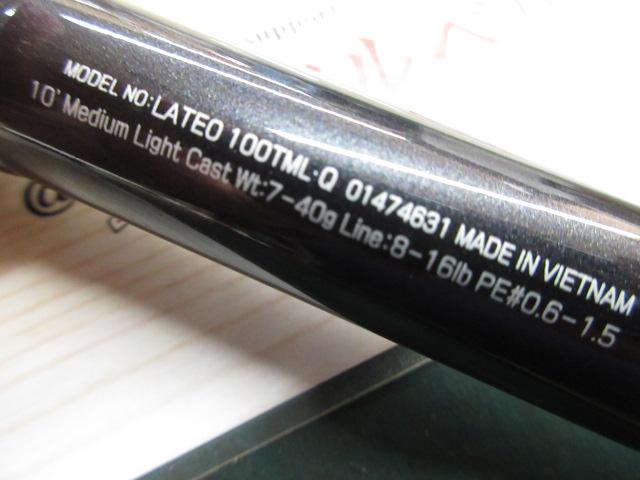 MODEL NO:LATEO 100TML·Q 01474631 MADE IN VIETNAM
10' Medium Light Cast Wt:7-40g Line:8-16lb PE#0.6-1.5